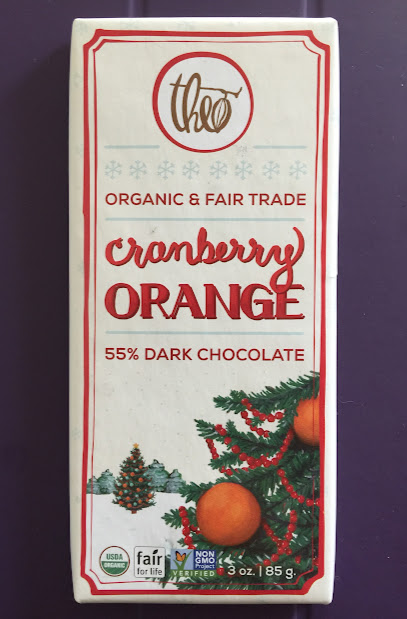 theo
ORGANIC & FAIR TRADE
cranberry
ORANGE
55% DARK CHOCOLATE
USDA
ORGANIC
fair
for life
NON
GMO
Project
VERIFIED
3 oz. | 85 g.